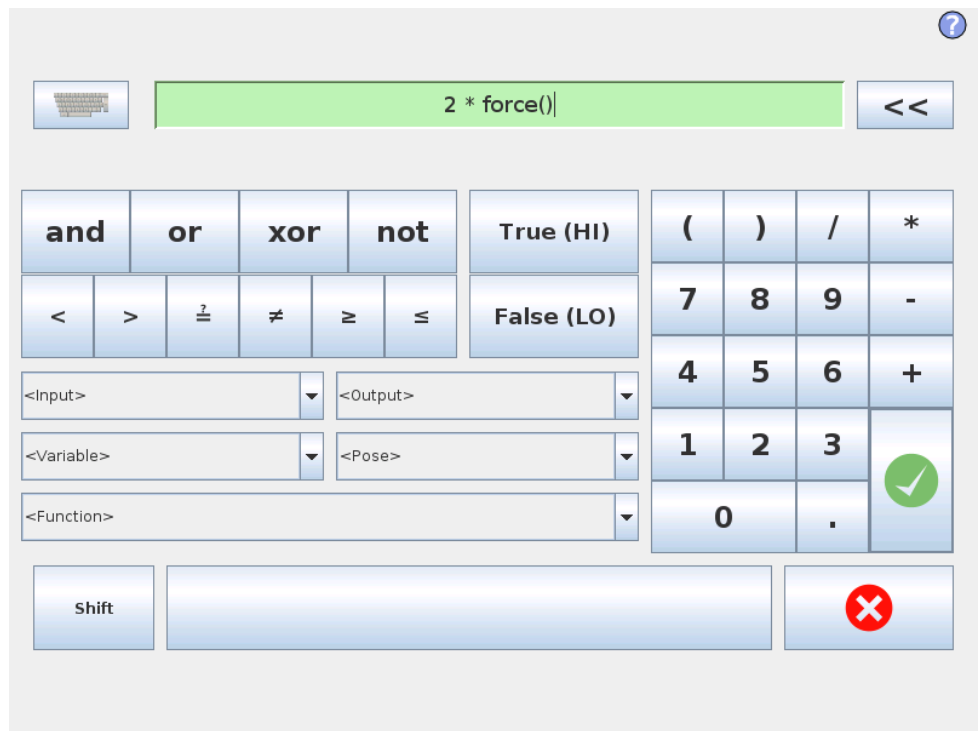 ?
2 * force()
<<
and or xor not True (HI) ( ) / *
7 8 9 -
< > ≟ ≠ ≥ ≤ False (LO)
4 5 6 +
<Input> <Output>
1 2 3
<Variable> <Pose>
<Function> 0 .
Shift